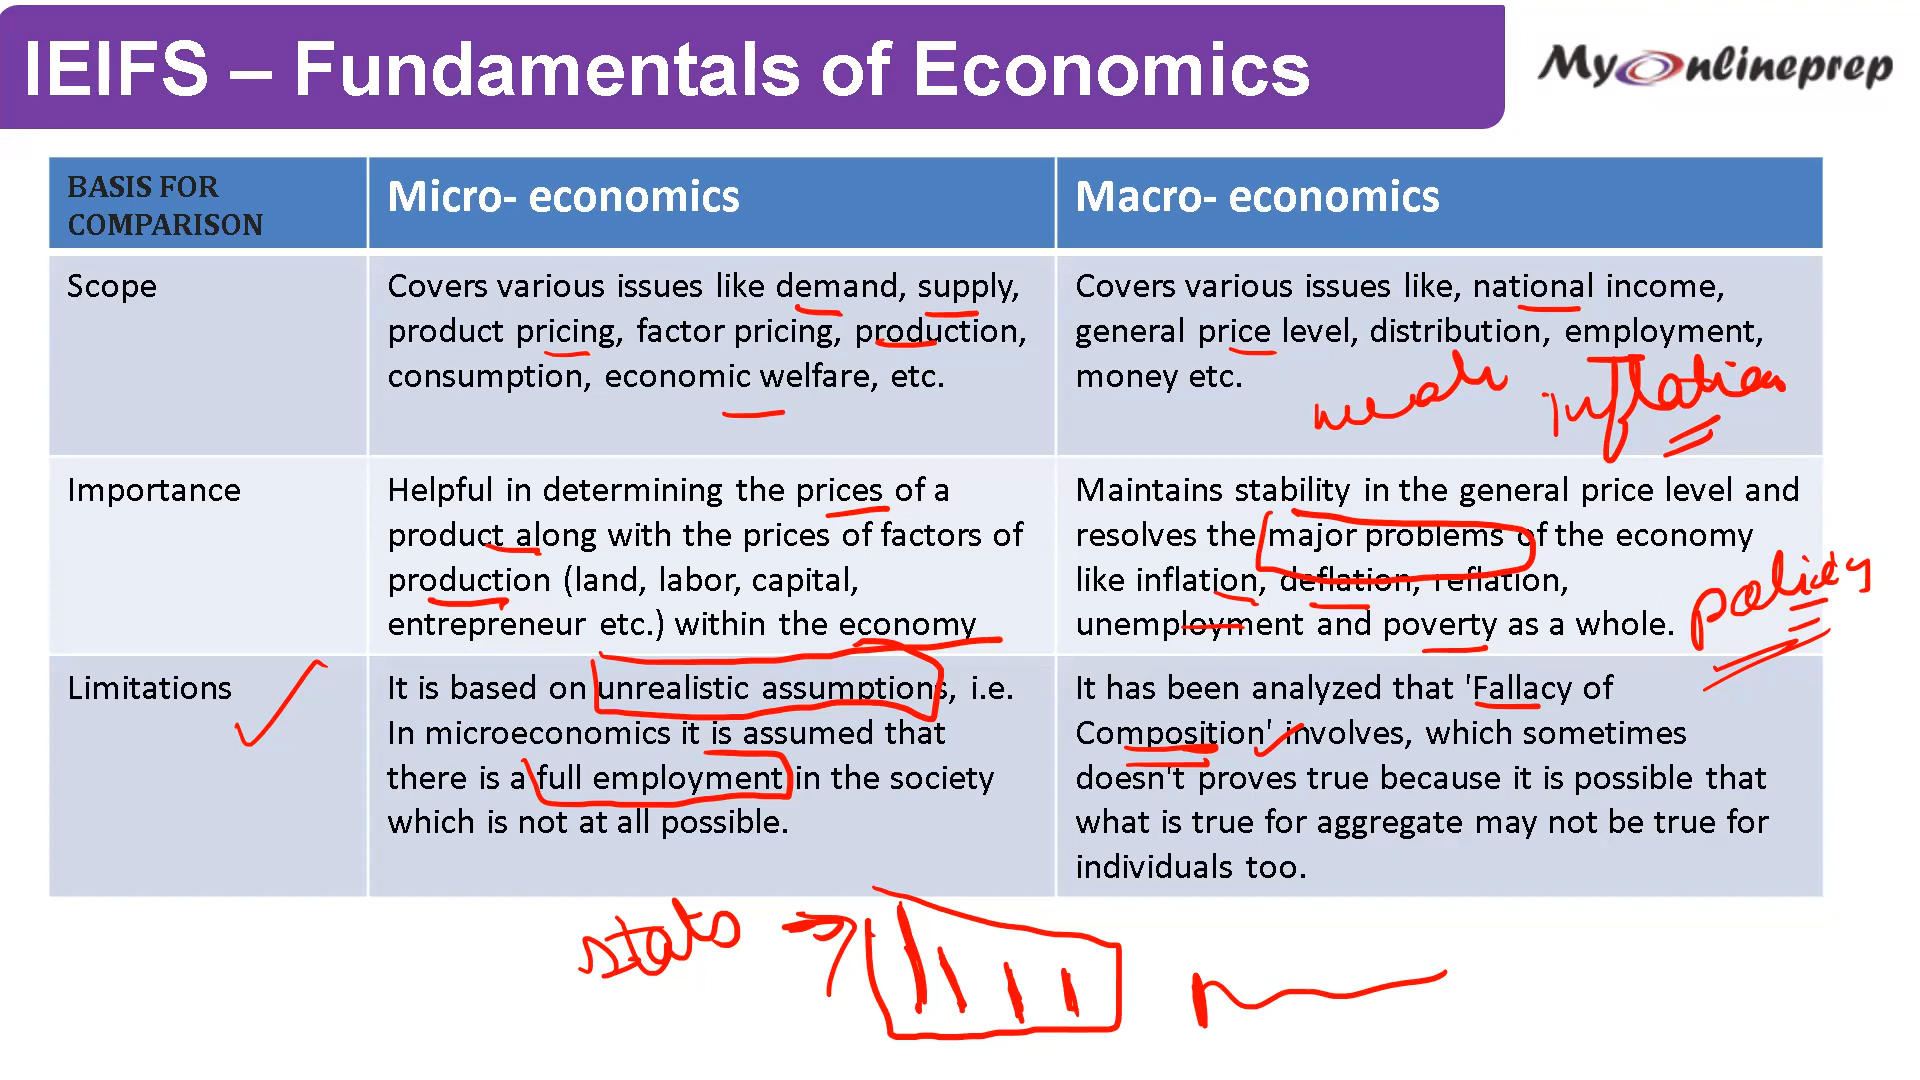 IEIFS – Fundamentals of Economics
MyOnlineprep
BASIS FOR
COMPARISON
Micro- economics
Macro- economics
Scope
Covers various issues like demand, supply,
product pricing, factor pricing, production,
consumption, economic welfare, etc.
Covers various issues like, national income,
general price level, distribution, employment,
money etc.
inflation
Importance
Helpful in determining the prices of a
product along with the prices of factors of
production (land, labor, capital,
entrepreneur etc.) within the economy
Maintains stability in the general price level and
resolves the major problems of the economy
like inflation, deflation, reflation,
unemployment and poverty as a whole.
Limitations
It is based on unrealistic assumptions, i.e.
In microeconomics it is assumed that
there is a full employment in the society
which is not at all possible.
It has been analyzed that 'Fallacy of
Composition' involves, which sometimes
doesn't proves true because it is possible that
what is true for aggregate may not be true for
individuals too.
stats